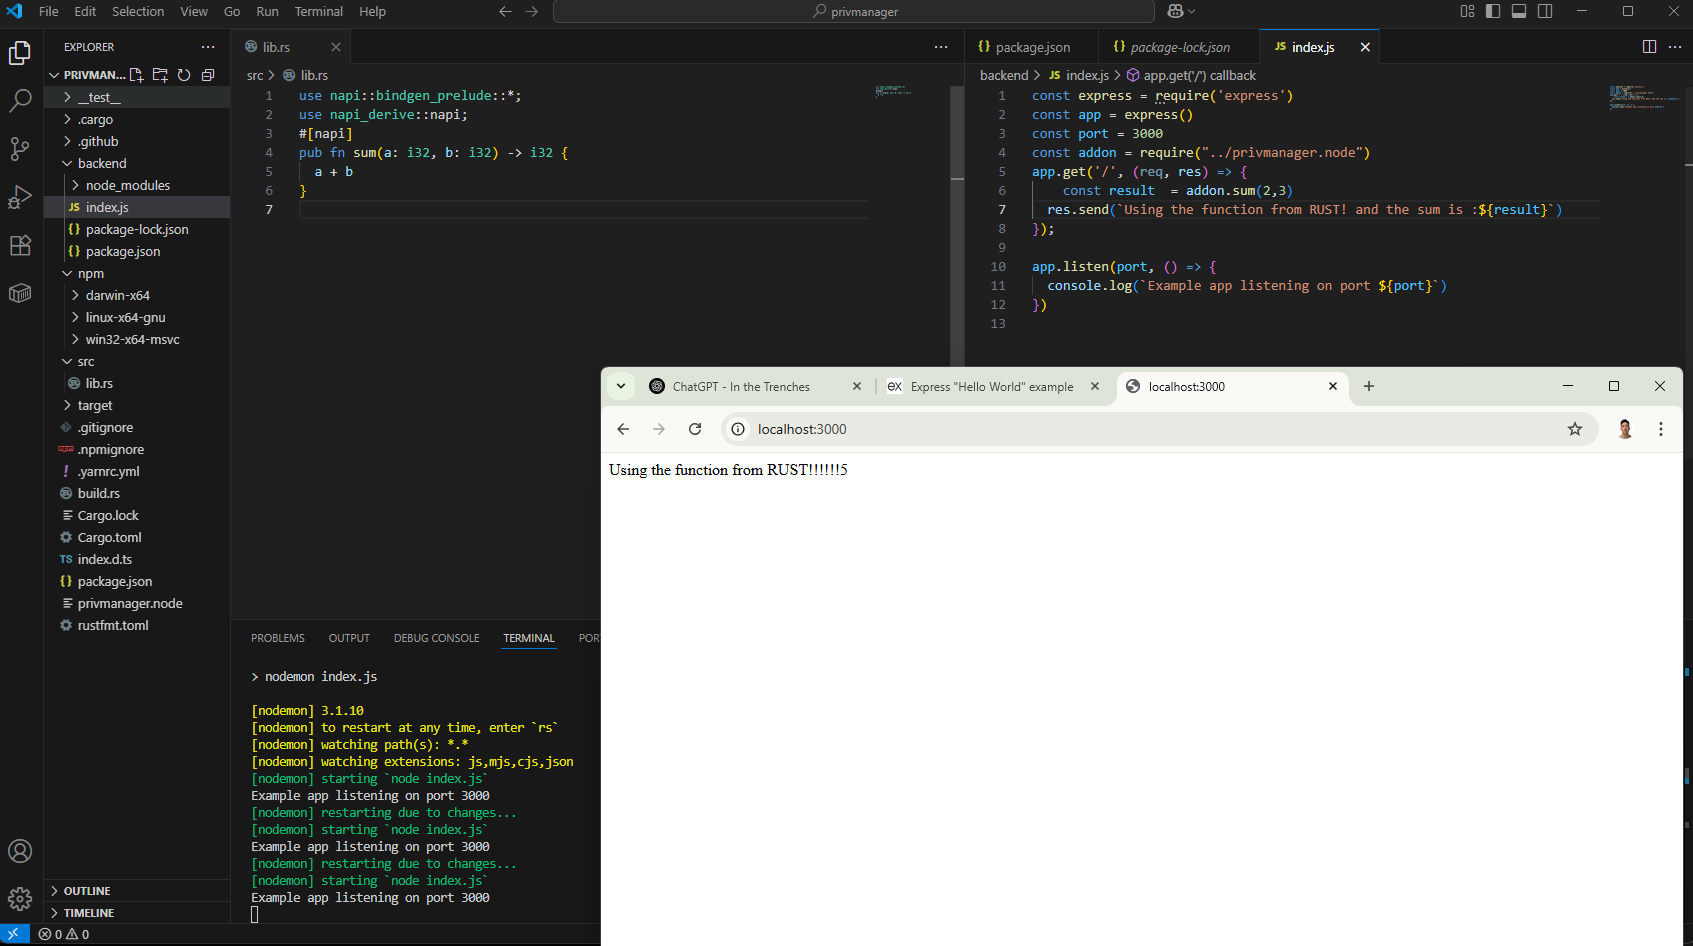 File Edit Selection View Go Run Terminal Help
privmanager
EXPLORER
PRIVMAN...
__test__
.cargo
.github
backend
node_modules
JS index.js
{} package-lock.json
{} package.json
npm
darwin-x64
linux-x64-gnu
win32-x64-msvc
src
lib.rs
target
.gitignore
.npmignore
! .yarnrc.yml
build.rs
Cargo.lock
Cargo.toml
TS index.d.ts
{} package.json
privmanager.node
rustfmt.toml
OUTLINE
TIMELINE
0 0
lib.rs
src > lib.rs
1 use napi::bindgen_prelude::*;
2 use napi_derive::napi;
3 #[napi]
4 pub fn sum(a: i32, b: i32) -> i32 {
5 a + b
6 }
7
{} package.json {} package-lock.json JS index.js
backend > JS index.js > app.get('/') callback
1 const express = require('express')
2 const app = express()
3 const port = 3000
4 const addon = require("../privmanager.node")
5 app.get('/', (req, res) => {
6 const result  = addon.sum(2,3)
7 res.send(`Using the function from RUST! and the sum is :${result}`)
8 });
9
10 app.listen(port, () => {
11 console.log(`Example app listening on port ${port}`)
12 })
13
PROBLEMS OUTPUT DEBUG CONSOLE TERMINAL POR
> nodemon index.js
[nodemon] 3.1.10
[nodemon] to restart at any time, enter `rs`
[nodemon] watching path(s): *.*
[nodemon] watching extensions: js,mjs,cjs,json
[nodemon] starting `node index.js`
Example app listening on port 3000
[nodemon] restarting due to changes...
[nodemon] starting `node index.js`
Example app listening on port 3000
[nodemon] restarting due to changes...
[nodemon] starting `node index.js`
Example app listening on port 3000
ChatGPT - In the Trenches
ex Express "Hello World" example
localhost:3000
localhost:3000
Using the function from RUST!!!!!!5